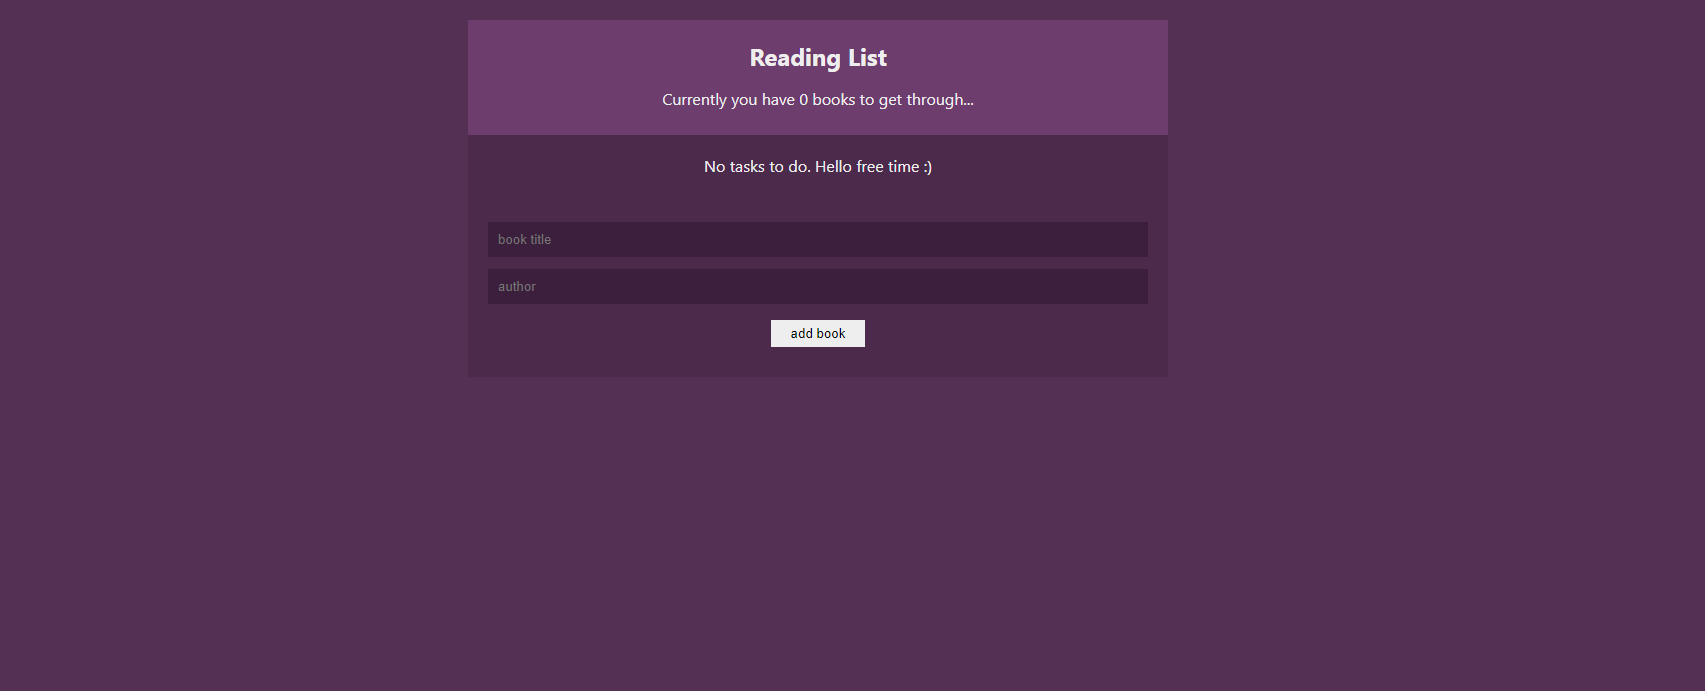 Reading List
Currently you have 0 books to get through...
No tasks to do. Hello free time :)
book title
author
add book